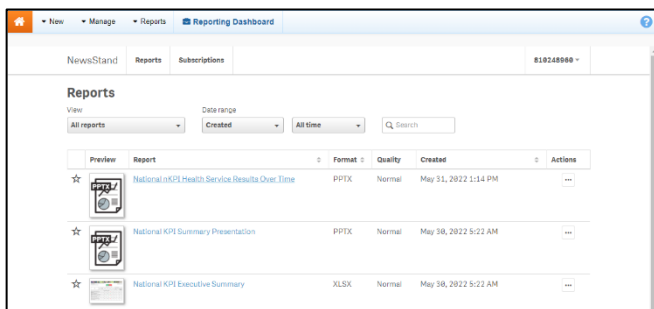 New Manage Reports Reporting Dashboard ?
NewsStand Reports Subscriptions B10248960
Reports
View Date range
All reports Created All time Search
Preview Report Format Quality Created Actions
PPTX National nKPI Health Service Results Over Time PPTX Normal May 31, 2022 1:14 PM ...
PPTX National KPI Summary Presentation PPTX Normal May 30, 2022 5:22 AM ...
National KPI Executive Summary XLSX Normal May 30, 2022 5:22 AM ...